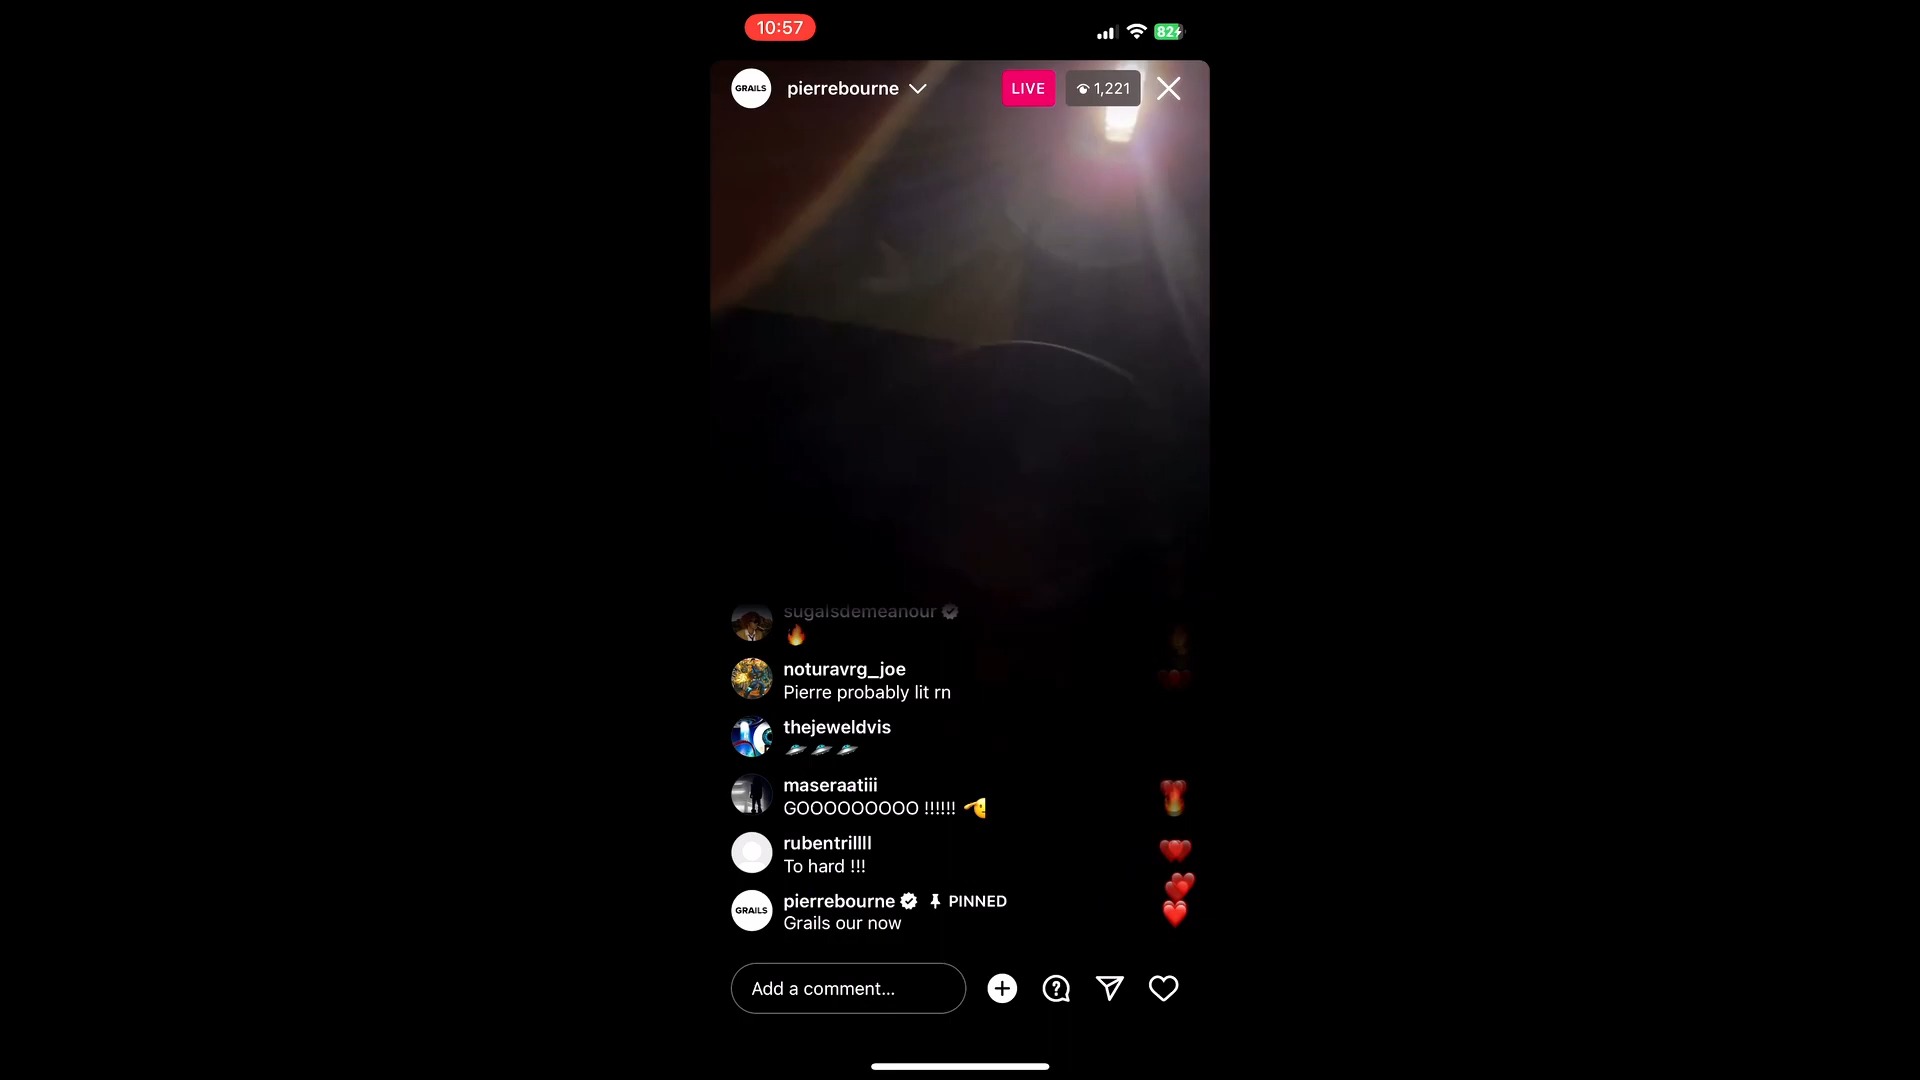 10:57
82
GRAILS
pierrebourne
LIVE
1,221
sugaisdemeanour
🔥
noturavrg_joe
Pierre probably lit rn
thejeweldvis
🛸🛸🛸
maseraatiii
GOOOOOOOOO !!!!!! 🫡
rubentrillll
To hard !!!
GRAILS
pierrebourne PINNED
Grails our now
Add a comment...